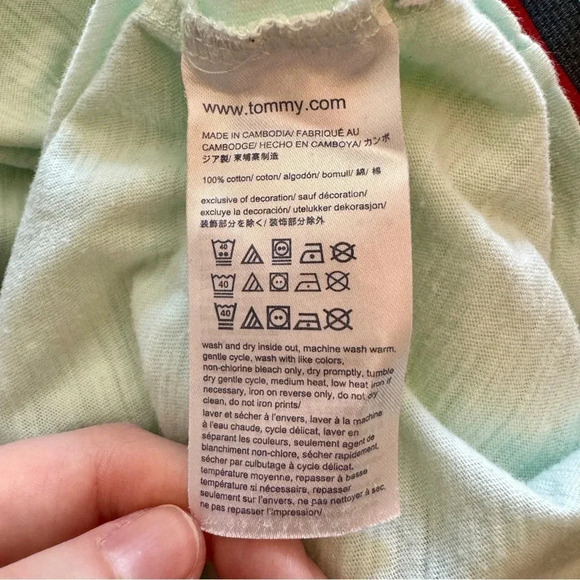 www.tommy.com
MADE IN CAMBODIA/ FABRIQUÉ AU
CAMBODGE/ HECHO EN CAMBOYA/ カンボ
ジア製/ 柬埔寨制造
100% cotton/ coton/ algodón/ bomull/ 綿/ 棉
exclusive of decoration/ sauf décoration/
excluye la decoración/ utelukker dekorasjon/
装飾部分を除く/ 装饰部分除外
40
40
40
wash and dry inside out, machine wash warm,
gentle cycle, wash with like colors,
non-chlorine bleach only, dry promptly, tumble
dry gentle cycle, medium heat, low heat iron if
necessary, iron on reverse only, do not dry
clean, do not iron prints/
laver et sécher à l'envers, laver à la machine
à l'eau chaude, cycle délicat, laver en
séparant les couleurs, seulement agent de
blanchiment non-chlore, sécher rapidement,
sécher par culbutage à cycle délicat,
température moyenne, repasser à basse
température si nécessaire, repasser
seulement sur l'envers, ne pas nettoyer à sec,
ne pas repasser l'impression/